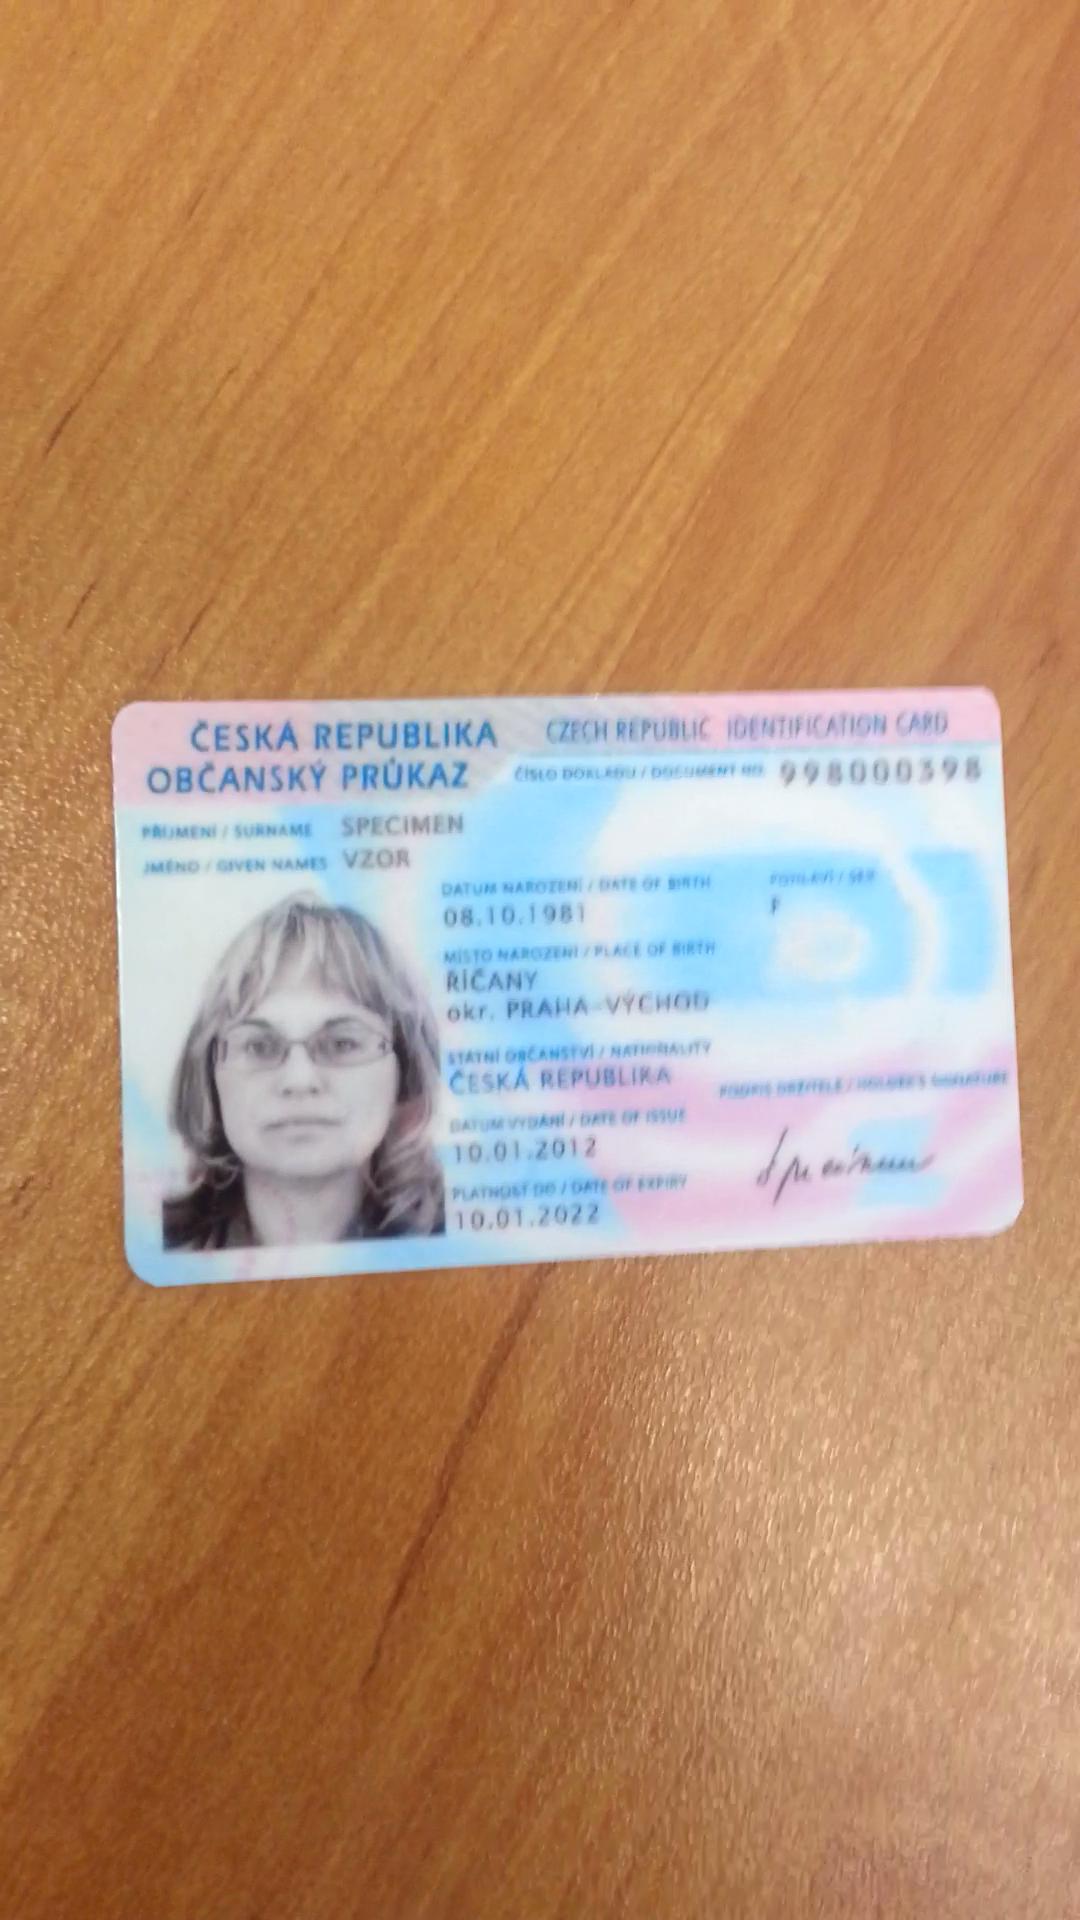 ČESKÁ REPUBLIKA CZECH REPUBLIC IDENTIFICATION CARD
OBČANSKÝ PRŮKAZ ČÍSLO DOKLADU / DOCUMENT NO. 998000398
PŘÍJMENÍ / SURNAME SPECIMEN
JMÉNO / GIVEN NAMES VZOR
DATUM NAROZENÍ / DATE OF BIRTH POHLAVÍ / SEX
08.10.1981 F
MÍSTO NAROZENÍ / PLACE OF BIRTH
ŘÍČANY
okr. PRAHA-VÝCHOD
STÁTNÍ OBČANSTVÍ / NATIONALITY
ČESKÁ REPUBLIKA
PODPIS DRŽITELE / HOLDER'S SIGNATURE
DATUM VYDÁNÍ / DATE OF ISSUE
10.01.2012
Specimen
PLATNOST DO / DATE OF EXPIRY
10.01.2022